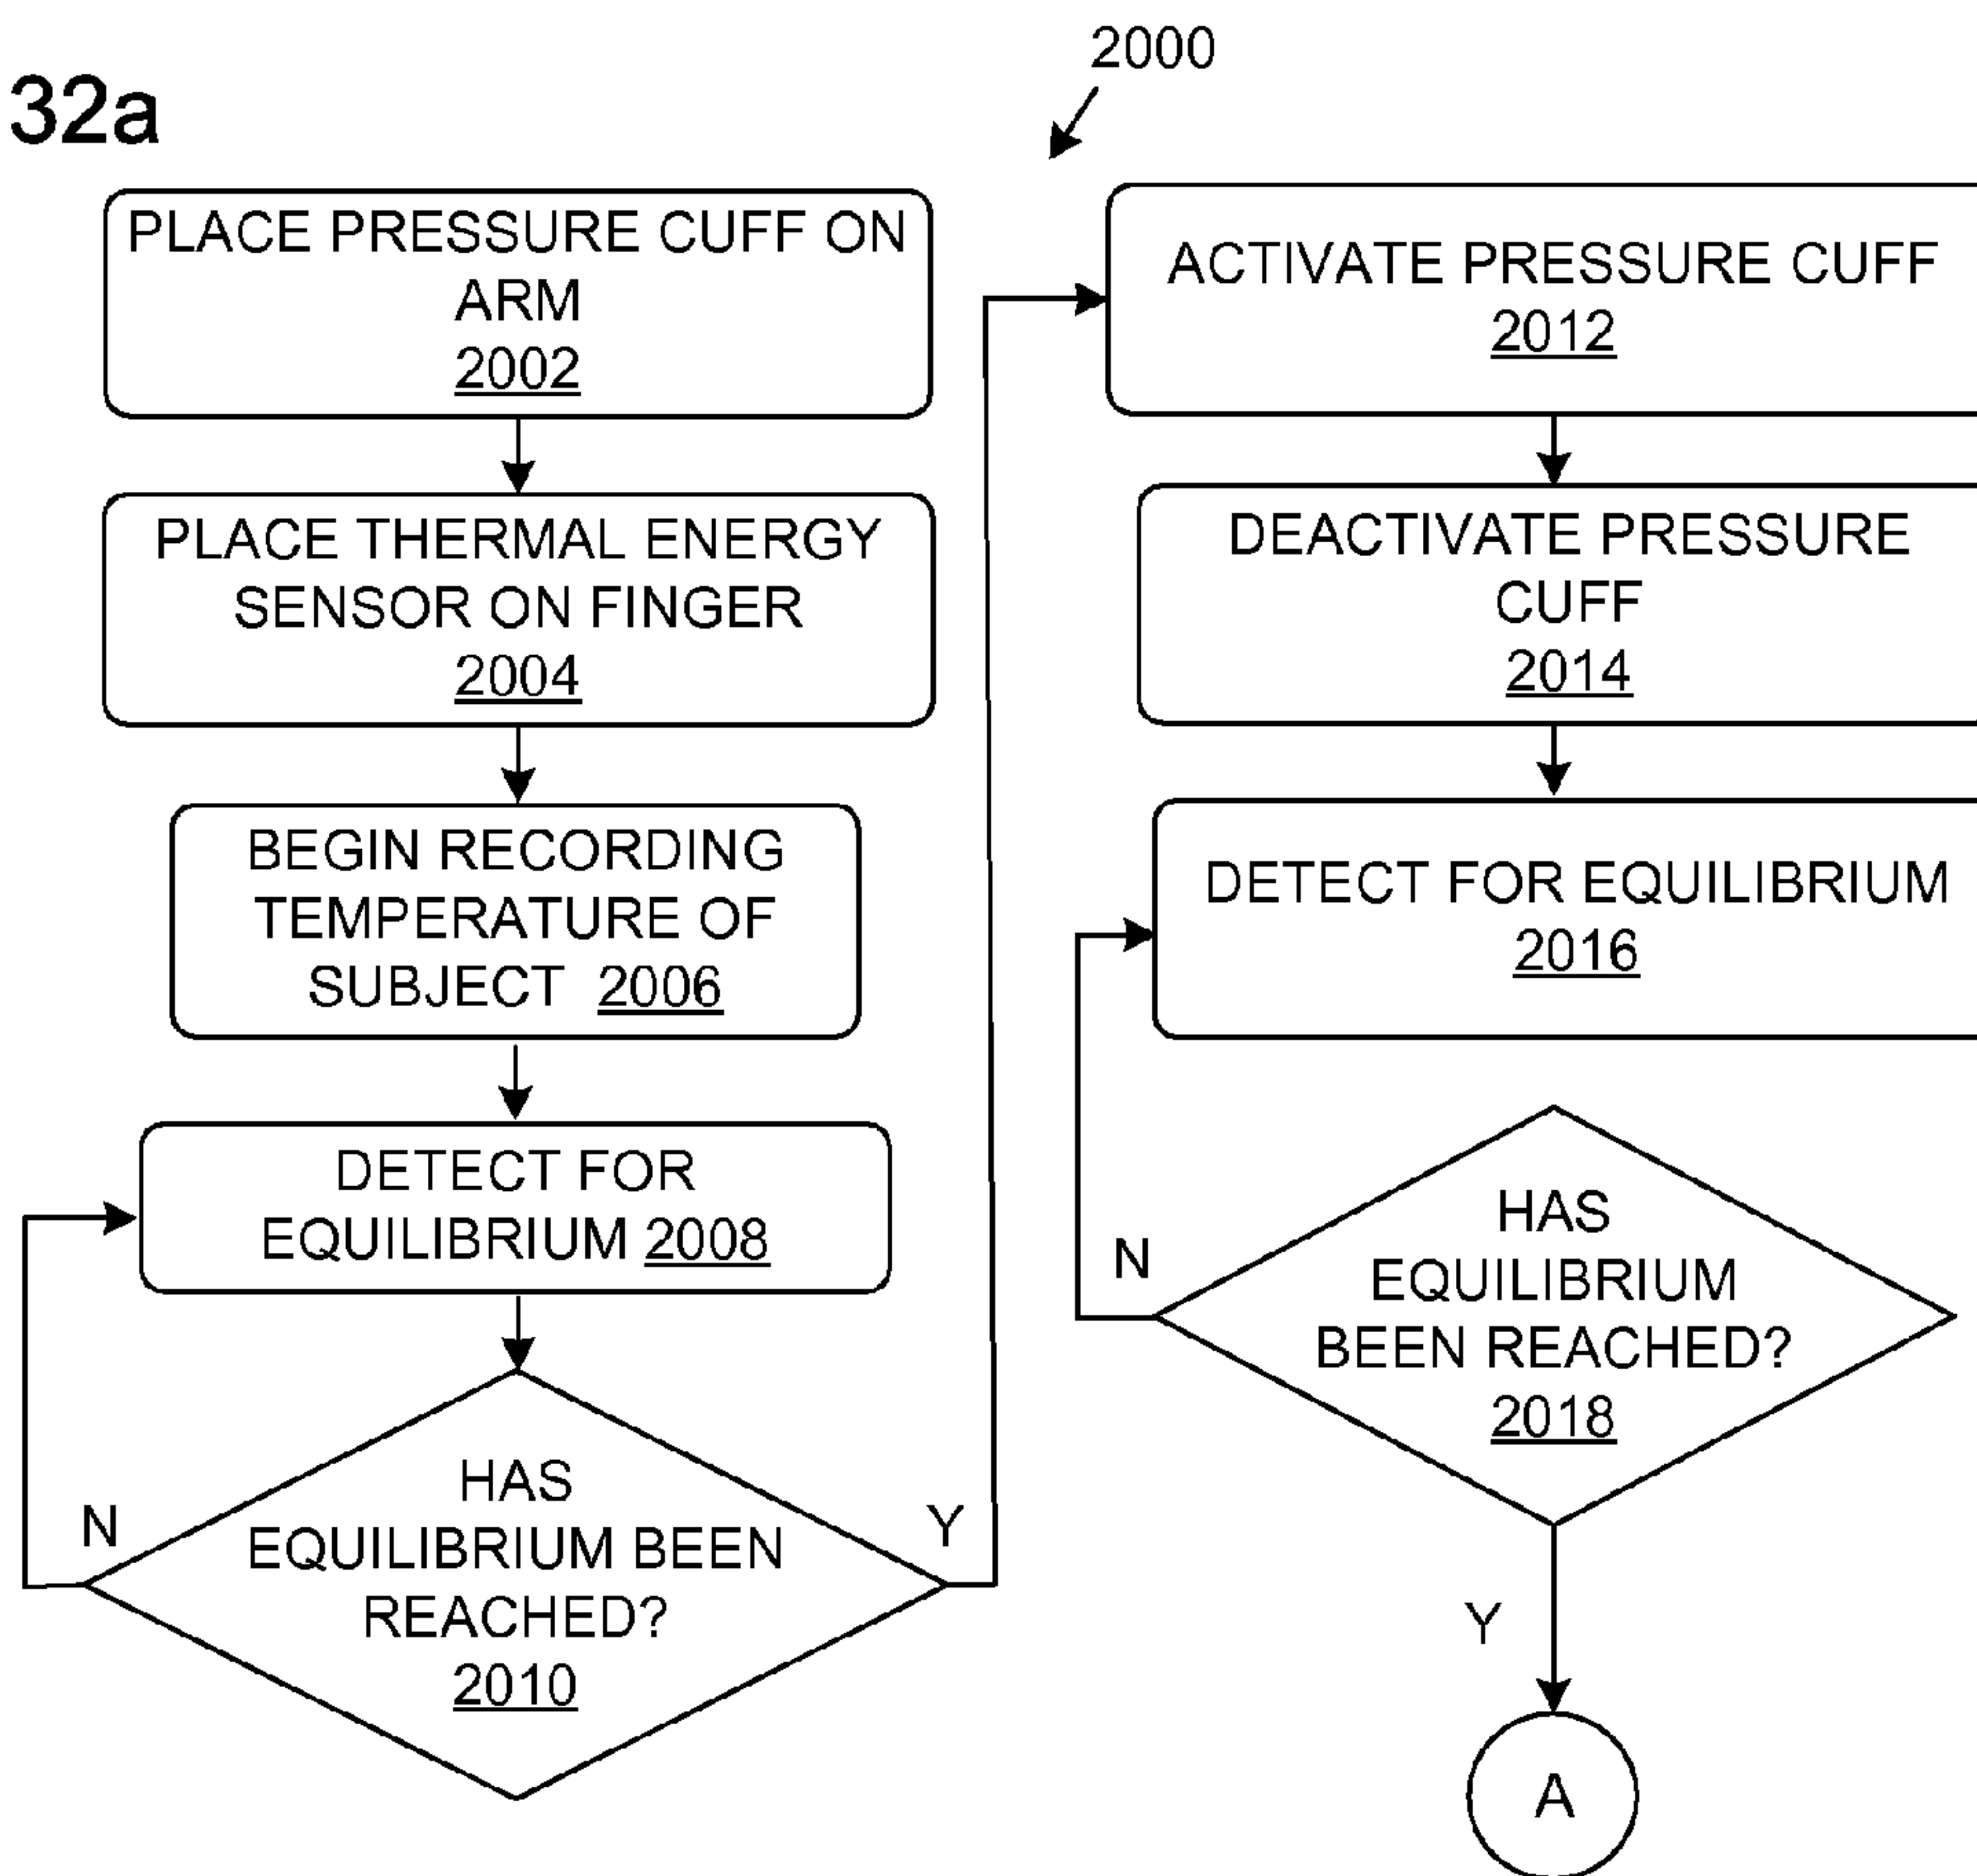 32a
2000
PLACE PRESSURE CUFF ON
ARM
2002
PLACE THERMAL ENERGY
SENSOR ON FINGER
2004
BEGIN RECORDING
TEMPERATURE OF
SUBJECT 2006
DETECT FOR
EQUILIBRIUM 2008
HAS
EQUILIBRIUM BEEN
REACHED?
2010
N
Y
ACTIVATE PRESSURE CUFF
2012
DEACTIVATE PRESSURE
CUFF
2014
DETECT FOR EQUILIBRIUM
2016
HAS
EQUILIBRIUM
BEEN REACHED?
2018
N
Y
A